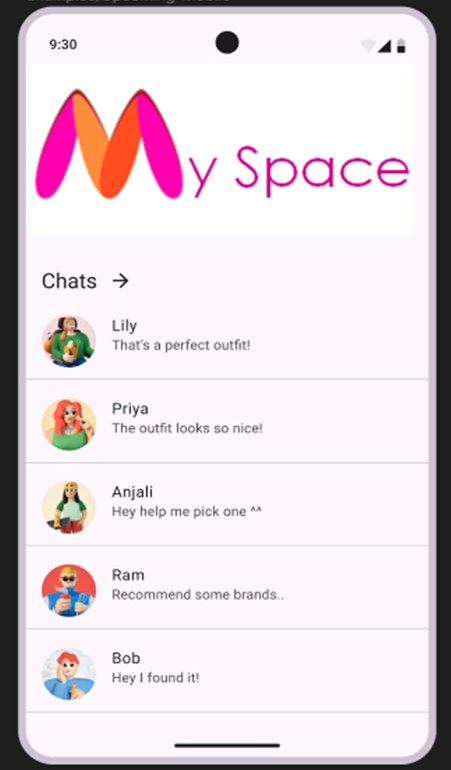 9:30
My Space
Chats →
Lily
That's a perfect outfit!
Priya
The outfit looks so nice!
Anjali
Hey help me pick one ^^
Ram
Recommend some brands..
Bob
Hey I found it!